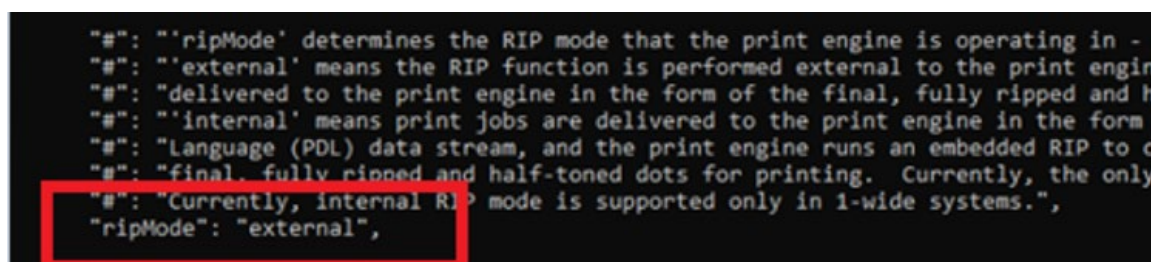 "#": "'ripMode' determines the RIP mode that the print engine is operating in -
"#": "'external' means the RIP function is performed external to the print engin
"#": "delivered to the print engine in the form of the final, fully ripped and h
"#": "'internal' means print jobs are delivered to the print engine in the form
"#": "Language (PDL) data stream, and the print engine runs an embedded RIP to c
"#": "final, fully ripped and half-toned dots for printing.  Currently, the only
"#": "Currently, internal RIP mode is supported only in 1-wide systems.",
"ripMode": "external",